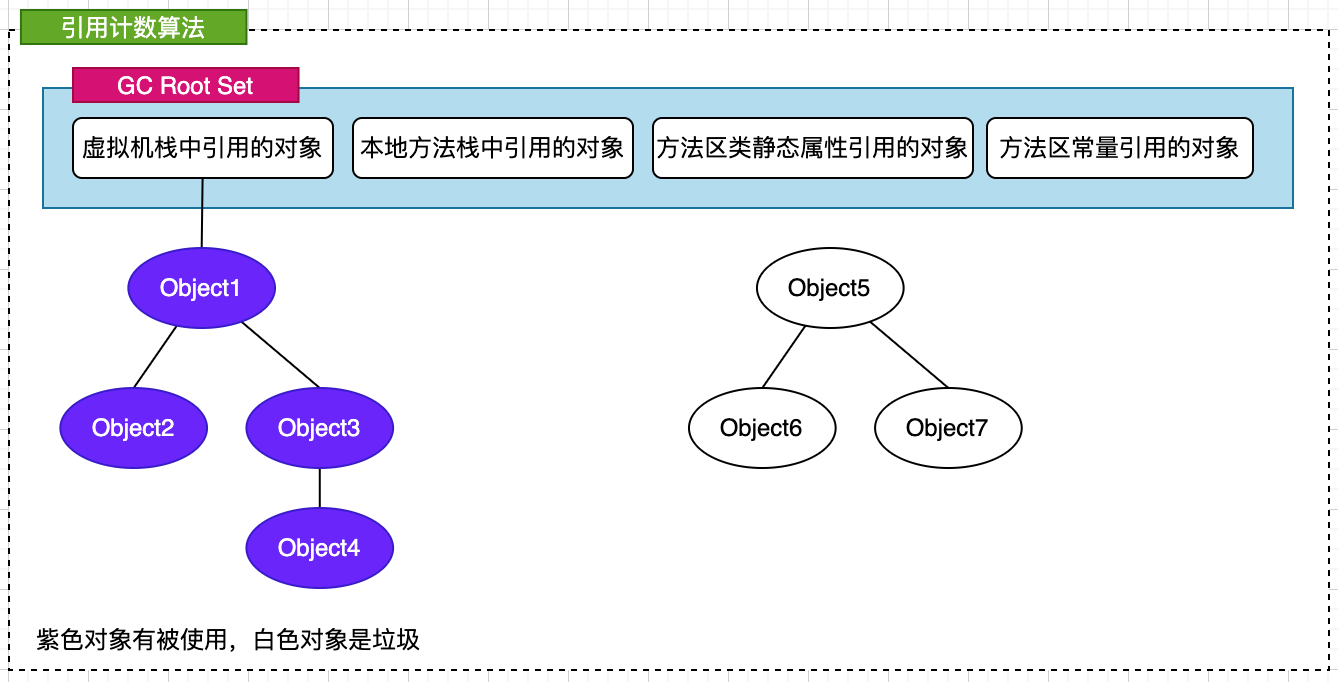 引用计数算法
GC Root Set
虚拟机栈中引用的对象
本地方法栈中引用的对象
方法区类静态属性引用的对象
方法区常量引用的对象
Object1
Object5
Object2
Object3
Object6
Object7
Object4
紫色对象有被使用，白色对象是垃圾